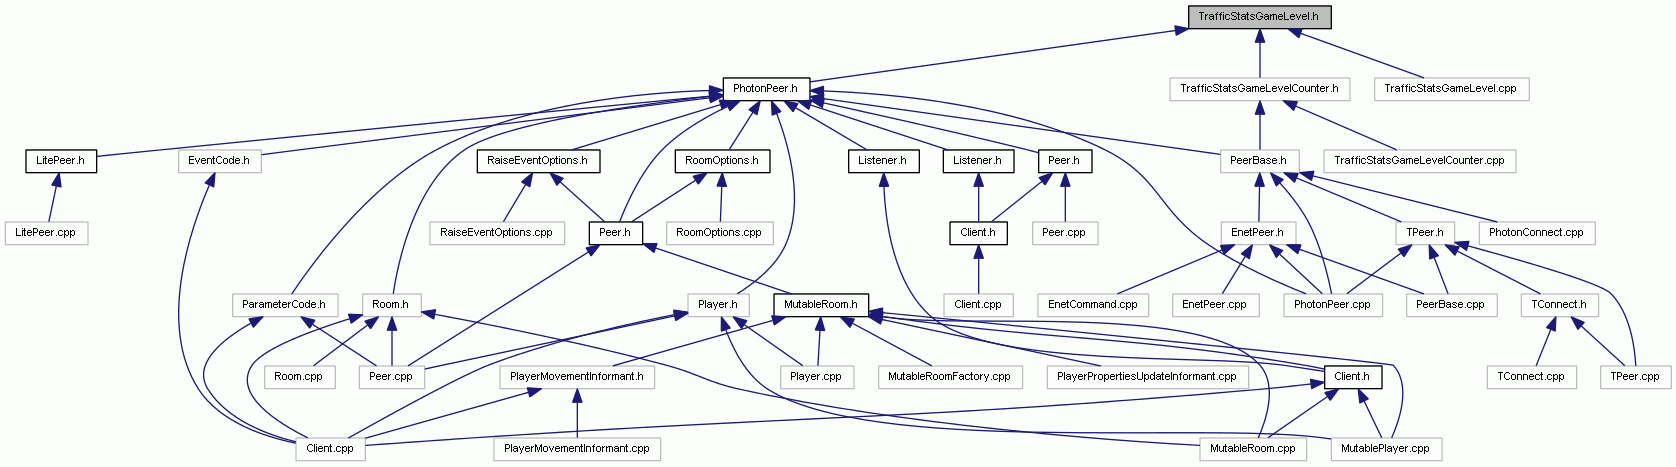 TrafficStatsGameLevel.h
PhotonPeer.h
TrafficStatsGameLevelCounter.h
TrafficStatsGameLevel.cpp
LitePeer.h
EventCode.h
RaiseEventOptions.h
RoomOptions.h
Listener.h
Listener.h
Peer.h
PeerBase.h
TrafficStatsGameLevelCounter.cpp
LitePeer.cpp
RaiseEventOptions.cpp
Peer.h
RoomOptions.cpp
Client.h
Peer.cpp
EnetPeer.h
TPeer.h
PhotonConnect.cpp
ParameterCode.h
Room.h
Player.h
MutableRoom.h
Client.cpp
EnetCommand.cpp
EnetPeer.cpp
PhotonPeer.cpp
PeerBase.cpp
TConnect.h
Room.cpp
Peer.cpp
PlayerMovementInformant.h
Player.cpp
MutableRoomFactory.cpp
PlayerPropertiesUpdateInformant.cpp
Client.h
TConnect.cpp
TPeer.cpp
Client.cpp
PlayerMovementInformant.cpp
MutableRoom.cpp
MutablePlayer.cpp